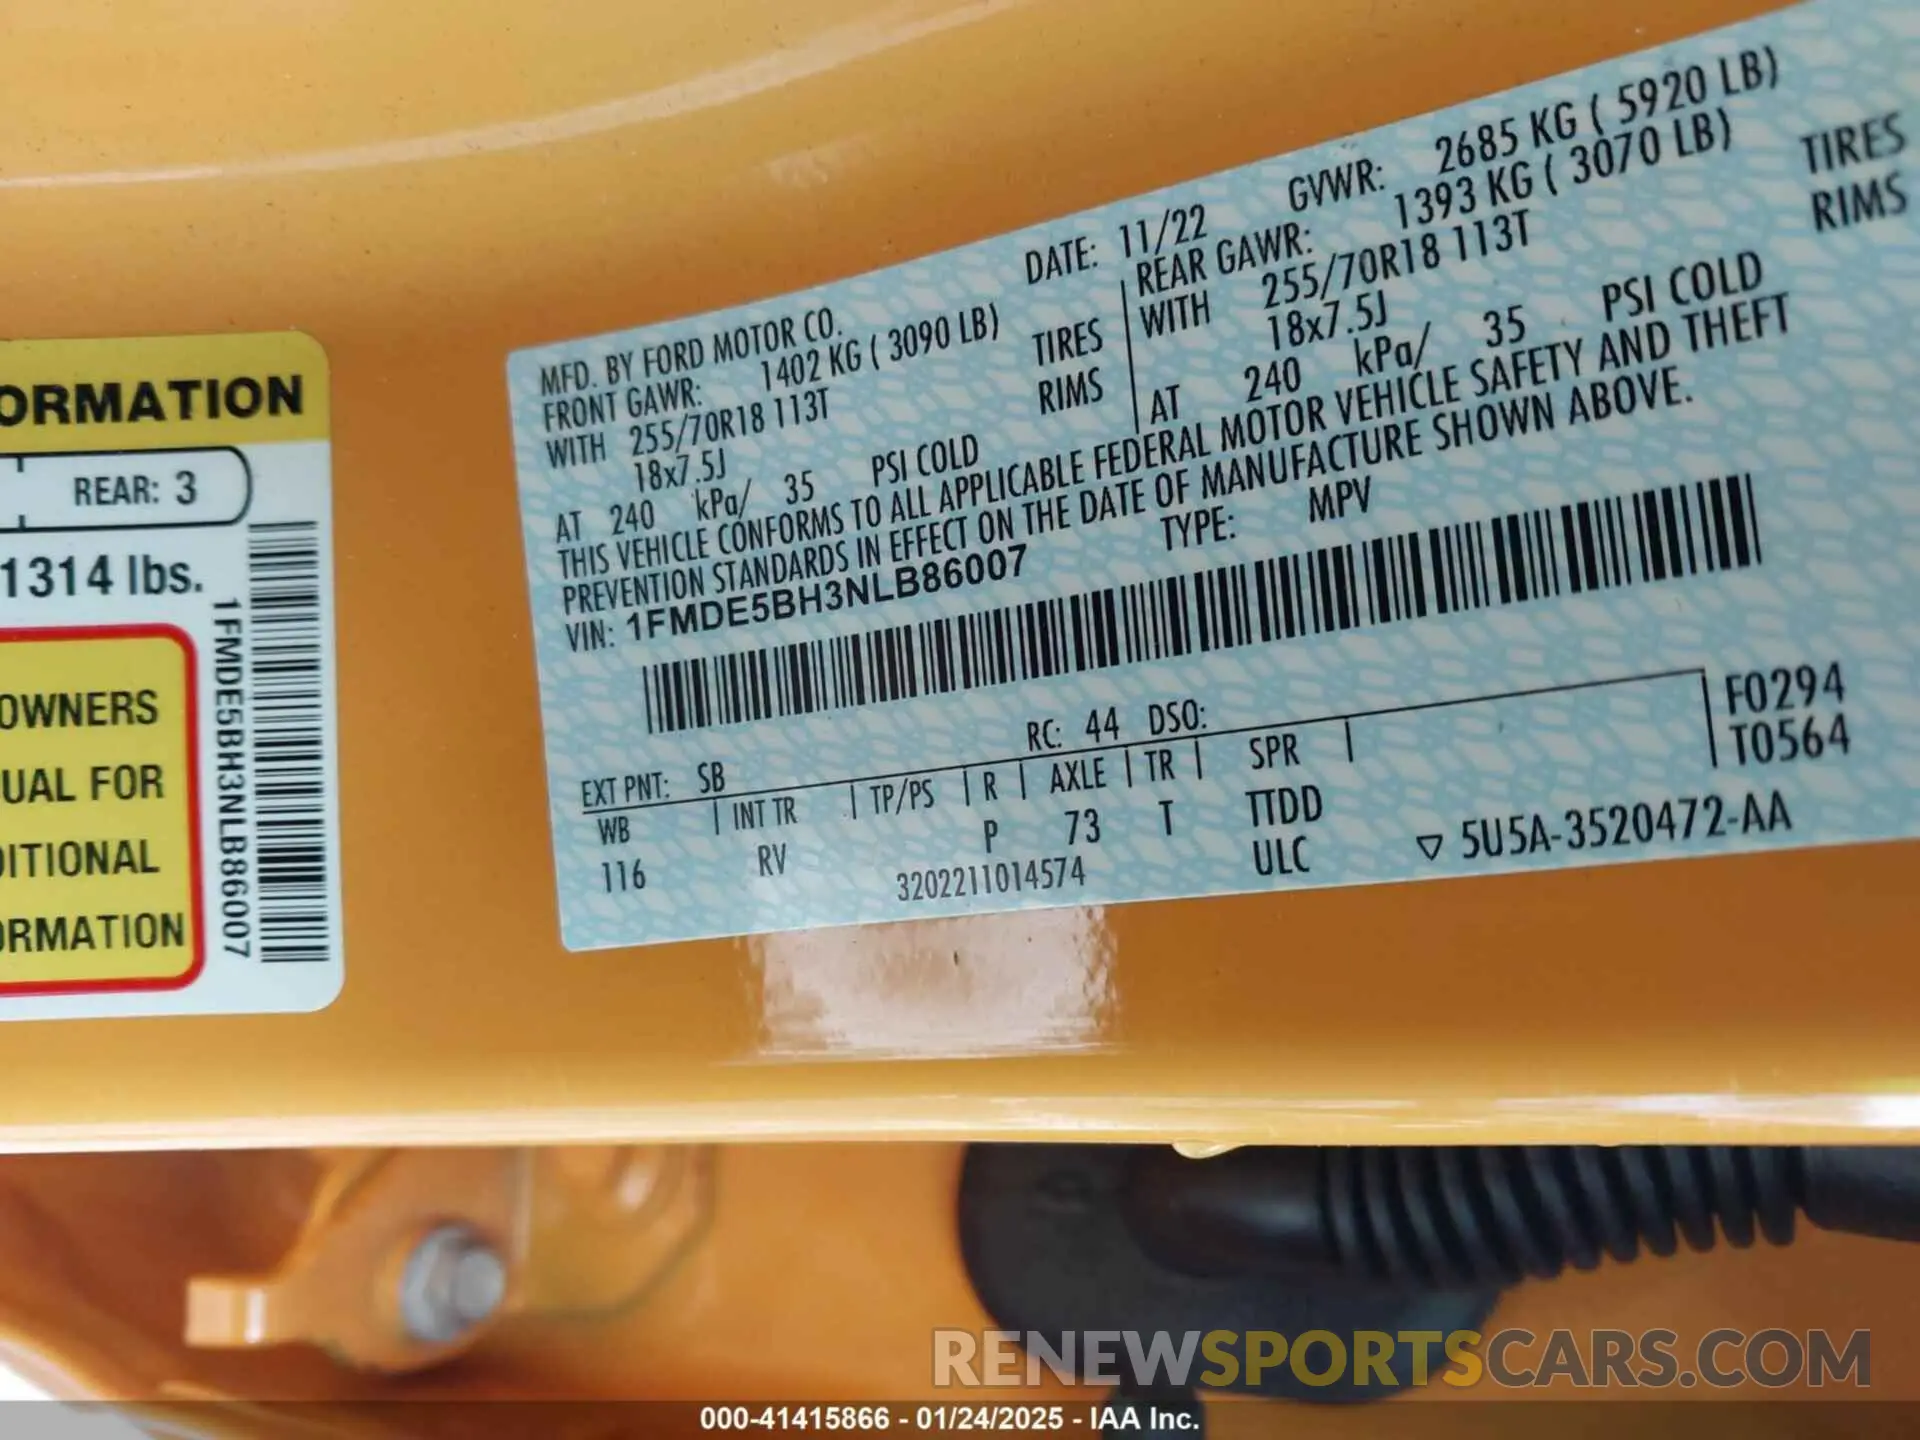 ORMATION
REAR: 3
1314 lbs.
OWNERS
UAL FOR
DITIONAL
ORMATION
1FMDE5BH3NLB86007
MFD. BY FORD MOTOR CO.
DATE: 11/22 GVWR: 2685 KG ( 5920 LB)
FRONT GAWR: 1402 KG ( 3090 LB)
WITH 255/70R18 113T TIRES
18x7.5J RIMS
AT 240 kPa/ 35 PSI COLD
REAR GAWR: 1393 KG ( 3070 LB)
WITH 255/70R18 113T TIRES
18x7.5J RIMS
AT 240 kPa/ 35 PSI COLD
THIS VEHICLE CONFORMS TO ALL APPLICABLE FEDERAL MOTOR VEHICLE SAFETY AND THEFT
PREVENTION STANDARDS IN EFFECT ON THE DATE OF MANUFACTURE SHOWN ABOVE.
VIN: 1FMDE5BH3NLB86007 TYPE: MPV
F0294
T0564
EXT PNT: SB RC: 44 DSO:
WB INT TR TP/PS R AXLE TR SPR
116 RV P 73 T TTDD
3202211014574 ULC ▽ 5U5A-3520472-AA
RENEWSPORTSCARS.COM
000-41415866 - 01/24/2025 - IAA Inc.